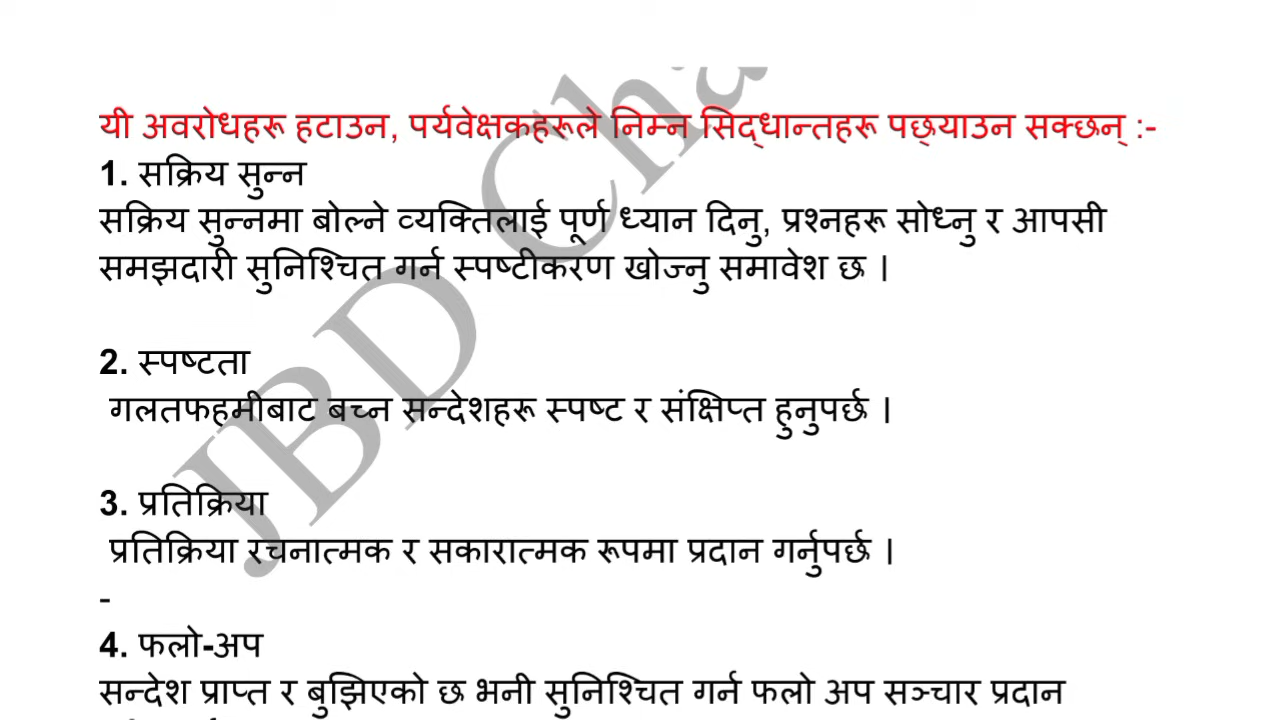 यी अवरोधहरू हटाउन, पर्यवेक्षकहरूले निम्न सिद्धान्तहरू पछ्याउन सक्छन् :-
1. सक्रिय सुन्न
सक्रिय सुन्नमा बोल्ने व्यक्तिलाई पूर्ण ध्यान दिनु, प्रश्नहरू सोध्नु र आपसी
समझदारी सुनिश्चित गर्न स्पष्टीकरण खोज्नु समावेश छ ।
2. स्पष्टता
गलतफहमीबाट बच्न सन्देशहरू स्पष्ट र संक्षिप्त हुनुपर्छ ।
3. प्रतिक्रिया
प्रतिक्रिया रचनात्मक र सकारात्मक रूपमा प्रदान गर्नुपर्छ ।
-
4. फलो-अप
सन्देश प्राप्त र बुझिएको छ भनी सुनिश्चित गर्न फलो अप सञ्चार प्रदान
JBD Cha